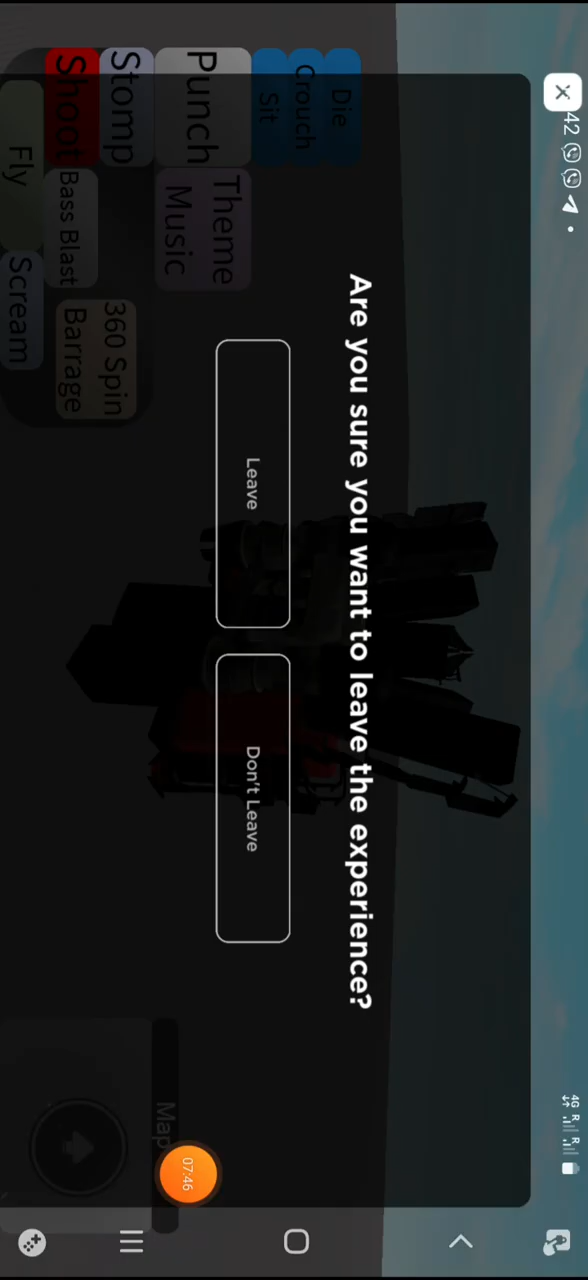 42
4G R R
Die
Crouch
Sit
Punch
Theme
Music
Stomp
Shoot
Bass Blast
360 Spin
Barrage
Fly
Scream
Are you sure you want to leave the experience?
Leave
Don't Leave
Map
07:46